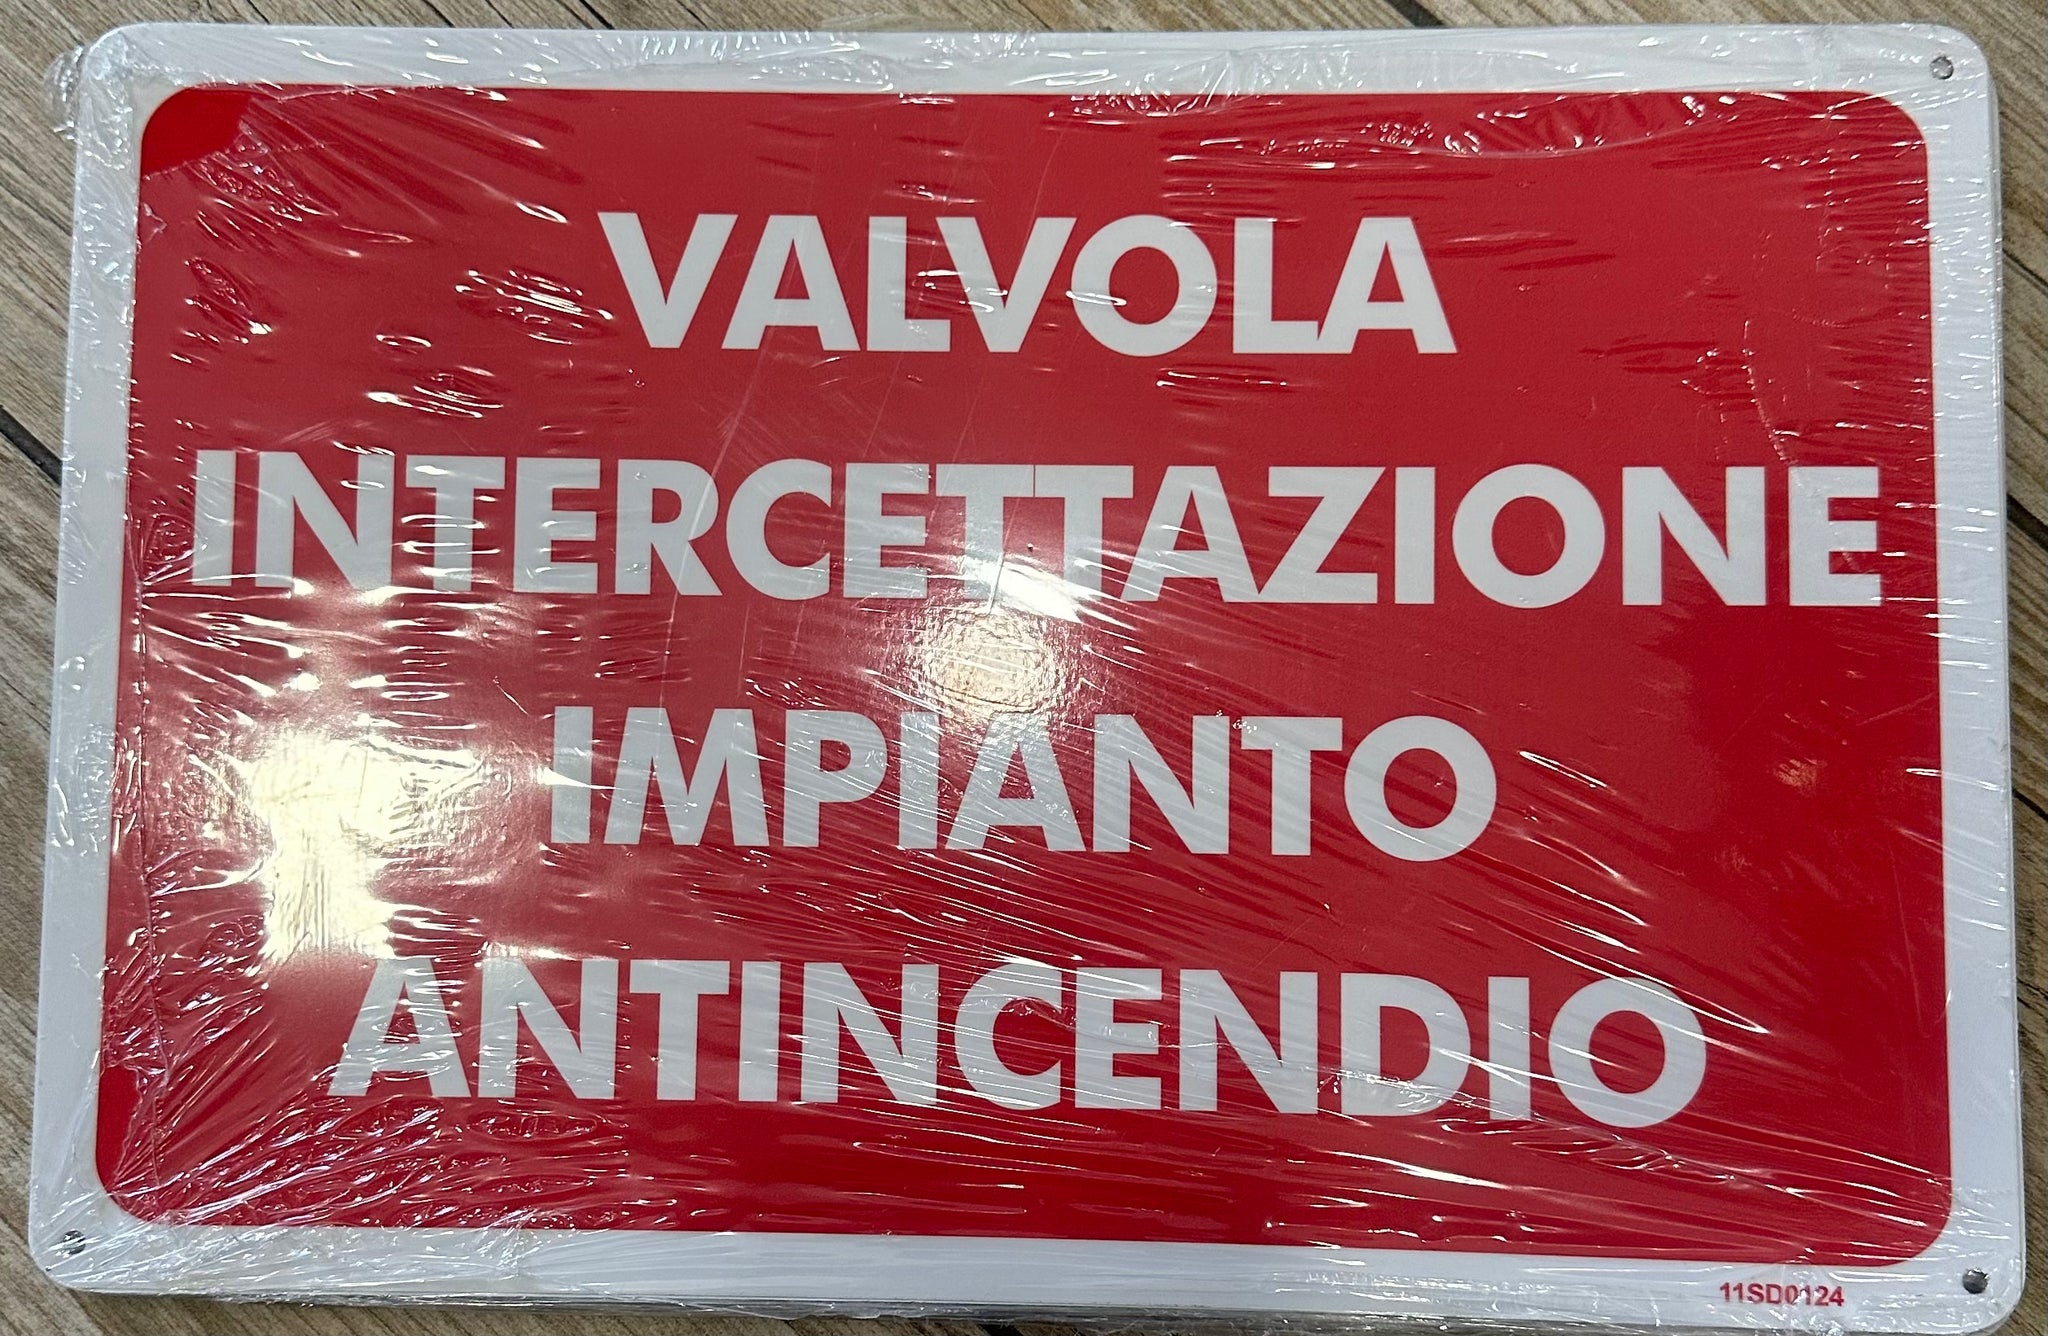 VALVOLA
INTERCETTAZIONE
IMPIANTO
ANTINCENDIO
11SD0124